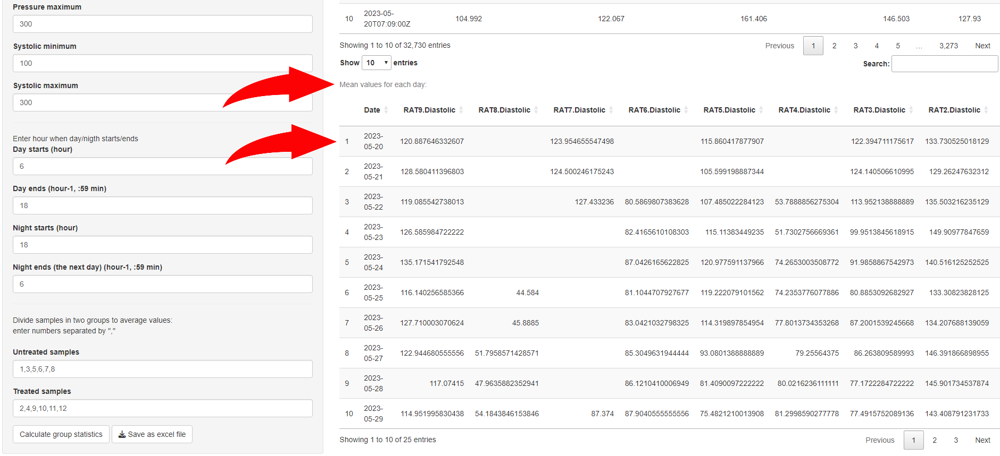 Pressure maximum
300
Systolic minimum
100
Systolic maximum
300
Enter hour when day/nigth starts/ends
Day starts (hour)
6
Day ends (hour-1, :59 min)
18
Night starts (hour)
18
Night ends (the next day) (hour-1, :59 min)
6
Divide samples in two groups to average values:
enter numbers separated by ","
Untreated samples
1,3,5,6,7,8
Treated samples
2,4,9,10,11,12
Calculate group statistics Save as excel file
10 2023-05-20T07:09:00Z 104.992 122.067 161.406 146.503 127.93
Showing 1 to 10 of 32,730 entries
Previous 1 2 3 4 5 … 3,273 Next
Show 10 entries
Search:
Mean values for each day:
Date RAT9.Diastolic RAT8.Diastolic RAT7.Diastolic RAT6.Diastolic RAT5.Diastolic RAT4.Diastolic RAT3.Diastolic RAT2.Diastolic
1 2023-05-20 120.887646332607 123.954655547498 115.860417877907 122.394711175617 133.730525018129
2 2023-05-21 128.580411396803 124.500246175243 105.599198887344 124.140506610995 129.26247632312
3 2023-05-22 119.085542738013 127.433236 80.5869807383628 107.485022284123 53.7888856275304 113.952138888889 135.503216235129
4 2023-05-23 126.585984722222 82.4165610108303 115.11383449235 51.7302756669361 99.9513845618915 149.90977847659
5 2023-05-24 135.171541792548 87.0426165622825 120.977591137966 74.2653003508772 91.9858867542973 140.516125252525
6 2023-05-25 116.140256585366 44.584 81.1044707927677 119.222079101562 74.2353776077886 80.8853092682927 133.30823828125
7 2023-05-26 127.710003070624 45.8885 83.0421032798325 114.319897854954 77.8013734353268 87.2001539245668 134.207688139059
8 2023-05-27 122.944680555556 51.7958571428571 85.3049631944444 93.0801388888889 79.25564375 86.263809589993 146.391866898955
9 2023-05-28 117.07415 47.9635882352941 86.1210410006949 81.4090097222222 80.0216236111111 77.1722284722222 145.901734537874
10 2023-05-29 114.951995830438 54.1843846153846 87.374 87.9040555555556 75.4821210013908 81.2998590277778 77.4915752089136 143.408791231733
Showing 1 to 10 of 25 entries
Previous 1 2 3 Next